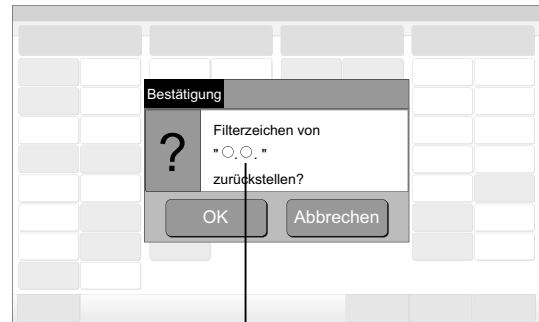 Bestätigung
?
Filterzeichen von
"○.○. "
zurückstellen?
OK
Abbrechen